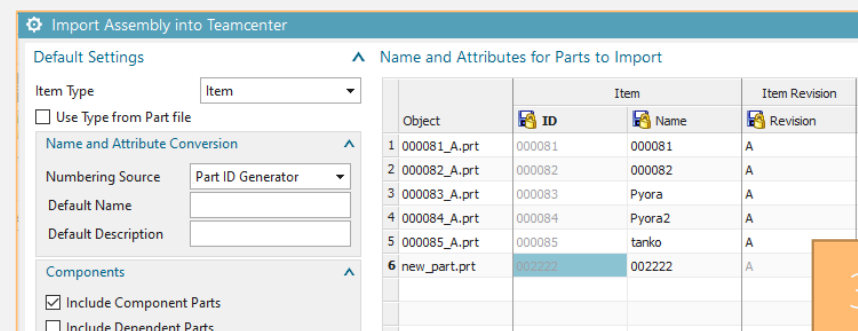 Import Assembly into Teamcenter
Default Settings
Item Type Item
Use Type from Part file
Name and Attribute Conversion
Numbering Source Part ID Generator
Default Name
Default Description
Components
Include Component Parts
Include Dependent Parts
Name and Attributes for Parts to Import
Item Item Revision
Object ID Name Revision
1 000081_A.prt 000081 000081 A
2 000082_A.prt 000082 000082 A
3 000083_A.prt 000083 Pyora A
4 000084_A.prt 000084 Pyora2 A
5 000085_A.prt 000085 tanko A
6 new_part.prt 002222 002222 A